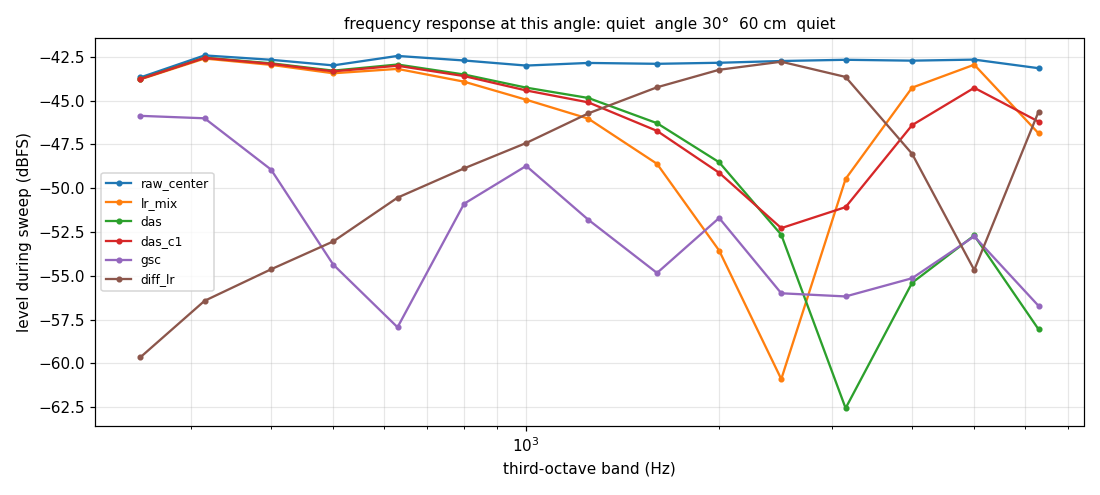 frequency response at this angle: quiet  angle 30°  60 cm  quiet
level during sweep (dBFS)
−42.5
−45.0
−47.5
−50.0
−52.5
−55.0
−57.5
−60.0
−62.5
raw_center
lr_mix
das
das_c1
gsc
diff_lr
10³
third-octave band (Hz)